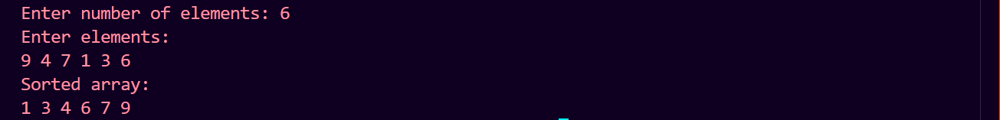 Enter number of elements: 6
Enter elements:
9 4 7 1 3 6
Sorted array:
1 3 4 6 7 9